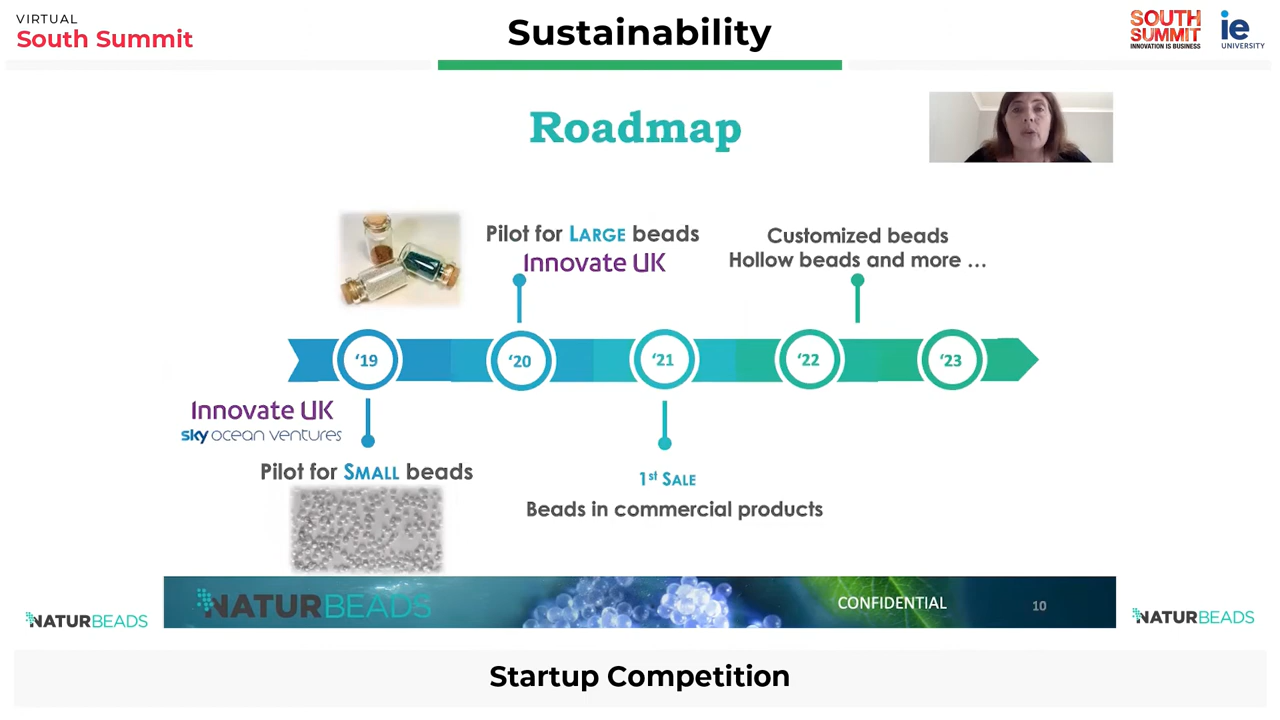 VIRTUAL
South Summit
Sustainability
SOUTH
SUMMIT
INNOVATION IS BUSINESS
ie
UNIVERSITY
Roadmap
Pilot for LARGE beads
Innovate UK
Customized beads
Hollow beads and more ...
‘19
‘20
‘21
‘22
‘23
Innovate UK
sky ocean ventures
Pilot for SMALL beads
1st SALE
Beads in commercial products
NATURBEADS
CONFIDENTIAL
10
NATURBEADS
NATURBEADS
Startup Competition